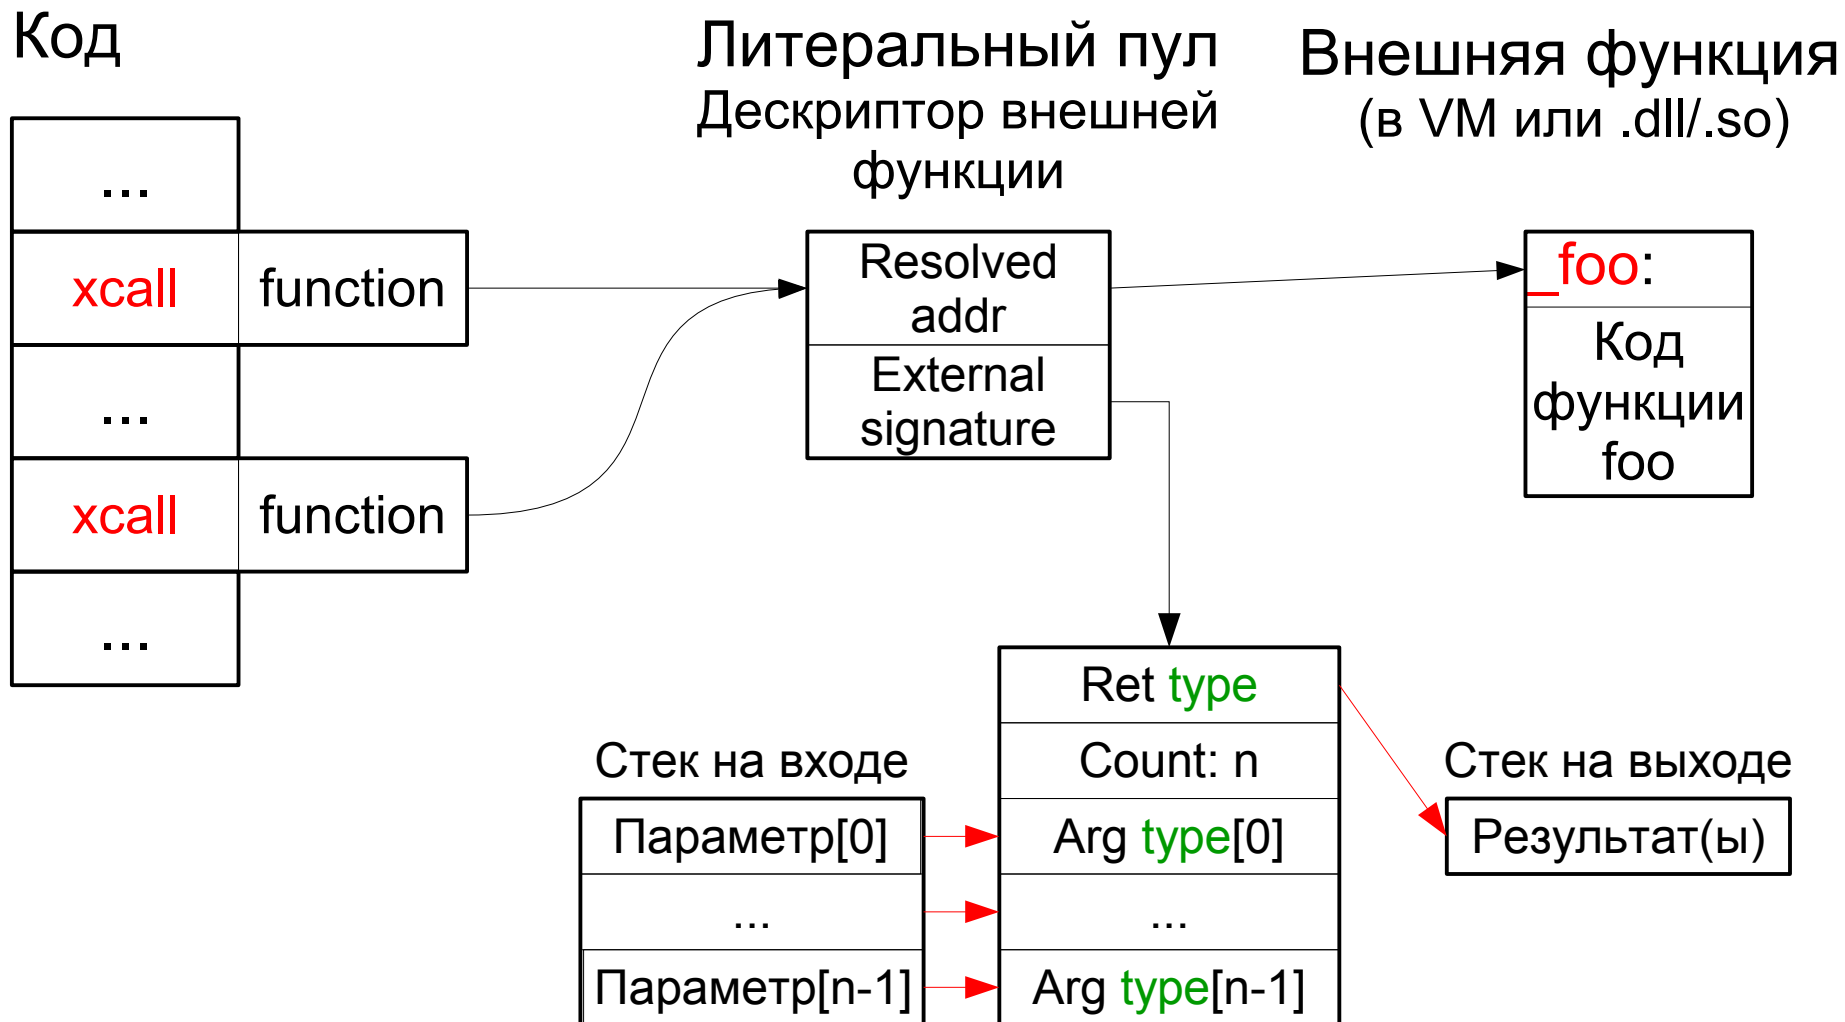 Код
Литеральный пул
Дескриптор внешней
функции
Внешняя функция
(в VM или .dll/.so)
...
xcall function
...
xcall function
...
Resolved
addr
External
signature
_foo:
Код
функции
foo
Ret type
Count: n
Arg type[0]
...
Arg type[n-1]
Стек на входе
Параметр[0]
...
Параметр[n-1]
Стек на выходе
Результат(ы)